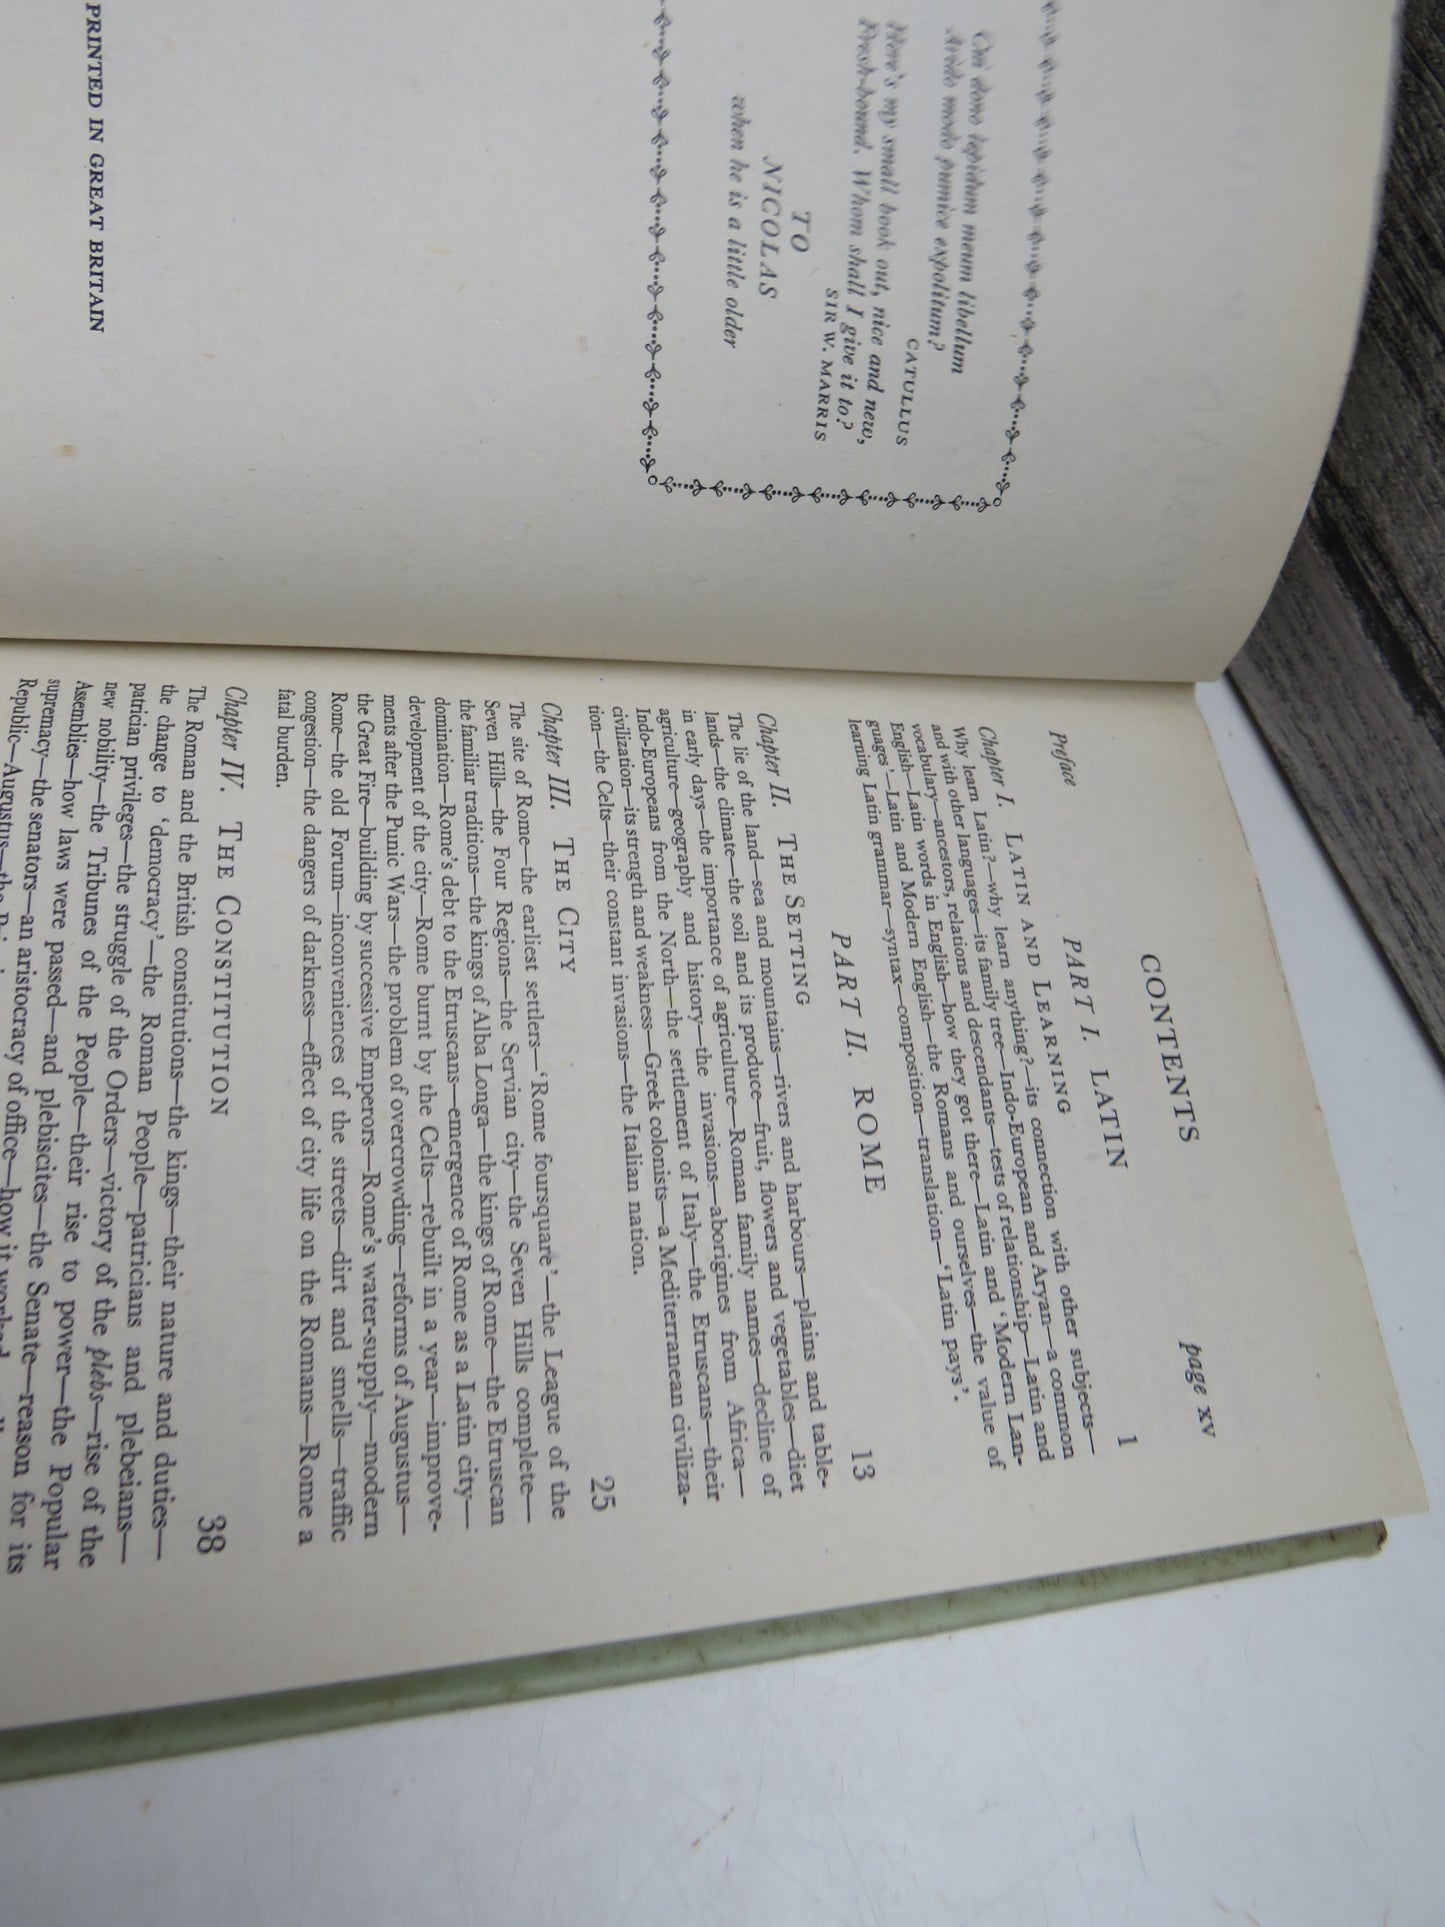 Cui dono lepidum meum libellum
Arido modo pumice expolitum?
CATULLUS
Here's my small book out, nice and new,
Fresh-bound. Whom shall I give it to?
SIR W. MARRIS
TO
NICOLAS
when he is a little older
PRINTED IN GREAT BRITAIN
CONTENTS
Preface page xv
PART I. LATIN
Chapter I. LATIN AND LEARNING 1
Why learn Latin?—why learn anything?—its connection with other subjects—
and with other languages—its family tree—Indo-European and Aryan—a common
vocabulary—ancestors, relations and descendants—tests of relationship—Latin and
English—Latin words in English—how they got there—Latin and 'Modern Lan-
guages'—Latin and Modern English—the Romans and ourselves—the value of
learning Latin grammar—syntax—composition—translation—'Latin pays'.
PART II. ROME
Chapter II. THE SETTING 13
The lie of the land—sea and mountains—rivers and harbours—plains and table-
lands—the climate—the soil and its produce—fruit, flowers and vegetables—diet
in early days—the importance of agriculture—Roman family names—decline of
agriculture—geography and history—the invasions—aborigines from Africa—
Indo-Europeans from the North—the settlement of Italy—the Etruscans—their
civilization—its strength and weakness—Greek colonists—a Mediterranean civiliza-
tion—the Celts—their constant invasions—the Italian nation.
Chapter III. THE CITY 25
The site of Rome—the earliest settlers—'Rome foursquare'—the League of the
Seven Hills—the Four Regions—the Servian city—the Seven Hills complete—
the familiar traditions—the kings of Alba Longa—the kings of Rome—the Etruscan
domination—Rome's debt to the Etruscans—emergence of Rome as a Latin city—
development of the city—Rome burnt by the Celts—rebuilt in a year—improve-
ments after the Punic Wars—the problem of overcrowding—reforms of Augustus—
the Great Fire—building by successive Emperors—Rome's water-supply—modern
Rome—the old Forum—inconveniences of the streets—dirt and smells—traffic
congestion—the dangers of darkness—effect of city life on the Romans—Rome a
fatal burden.
Chapter IV. THE CONSTITUTION 38
The Roman and the British constitutions—the kings—their nature and duties—
the change to 'democracy'—the Roman People—patricians and plebeians—
patrician privileges—the struggle of the Orders—victory of the plebs—rise of the
new nobility—the Tribunes of the People—their rise to power—the Popular
Assemblies—how laws were passed—and plebiscites—the Senate—reason for its
supremacy—the senators—an aristocracy of office—how it worked
Republic—Augustus—the